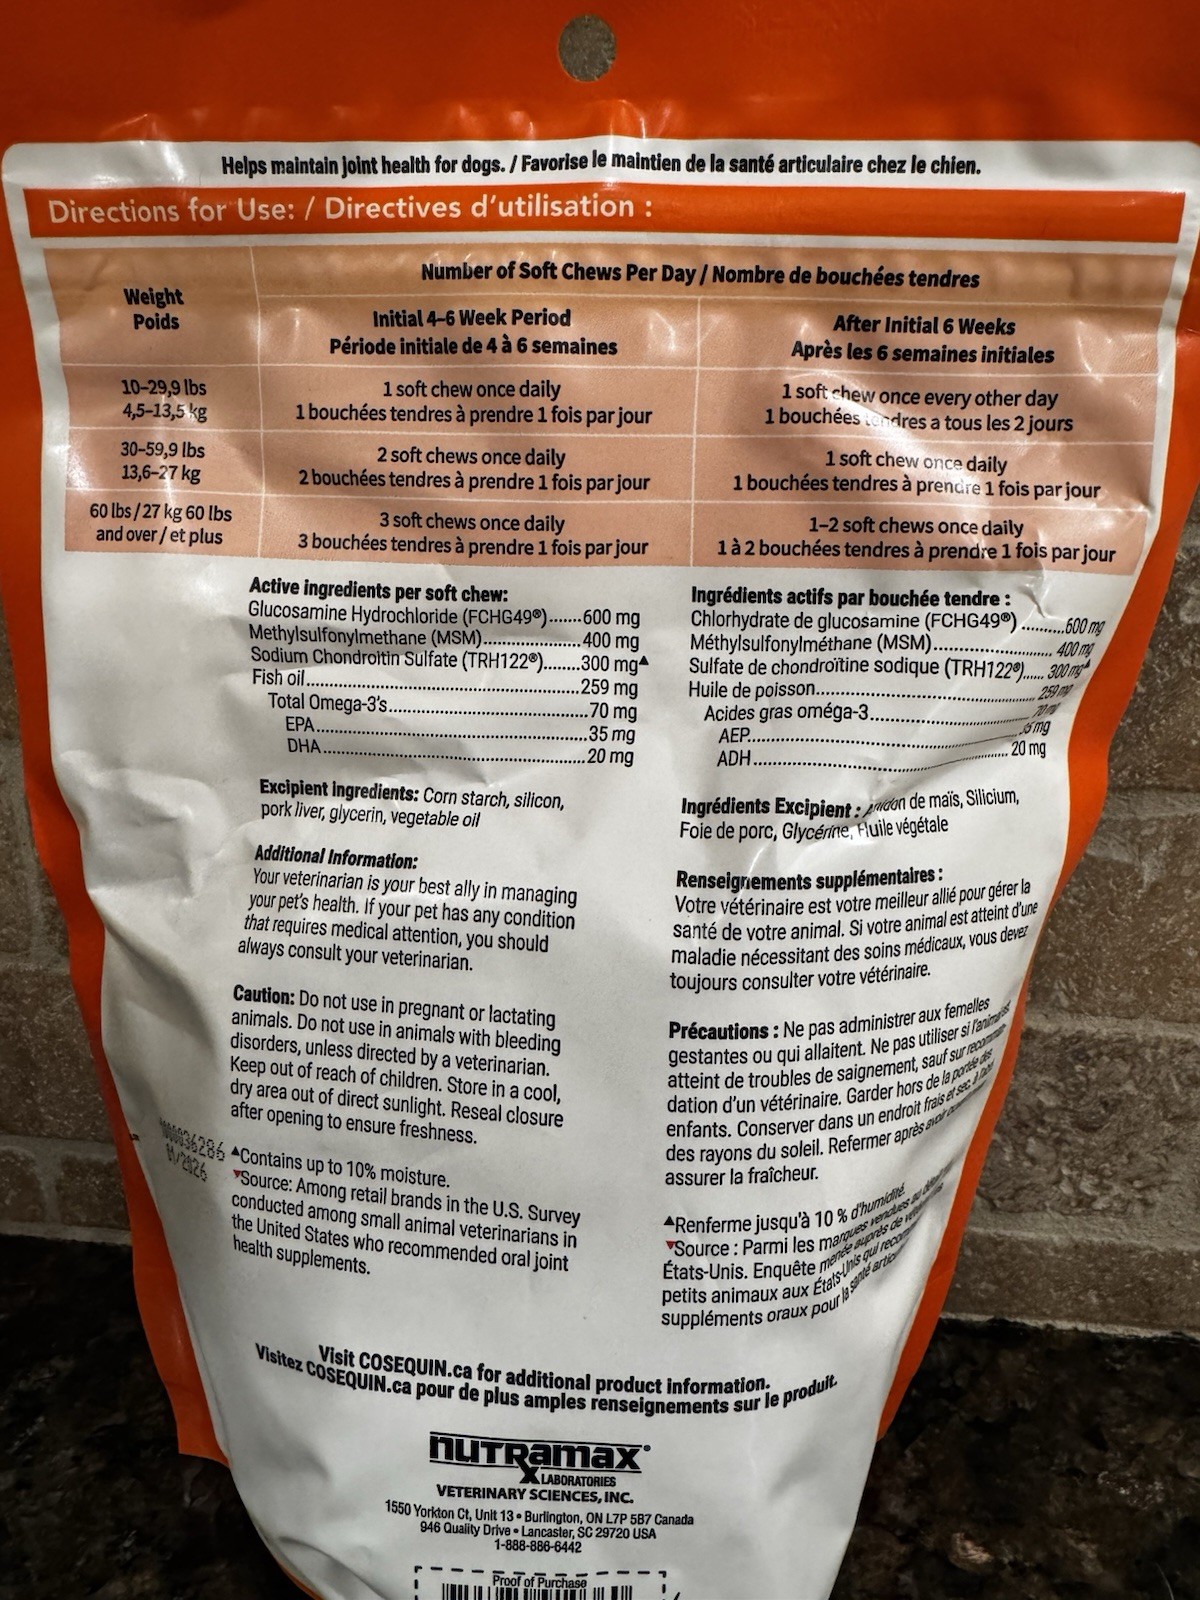 Helps maintain joint health for dogs. / Favorise le maintien de la santé articulaire chez le chien.
Directions for Use: / Directives d'utilisation :
Number of Soft Chews Per Day / Nombre de bouchées tendres
Weight
Poids
Initial 4-6 Week Period
Période initiale de 4 à 6 semaines
After Initial 6 Weeks
Après les 6 semaines initiales
10-29,9 lbs
4,5-13,5 kg
1 soft chew once daily
1 bouchées tendres à prendre 1 fois par jour
1 soft chew once every other day
1 bouchées tendres a tous les 2 jours
30-59,9 lbs
13,6-27 kg
2 soft chews once daily
2 bouchées tendres à prendre 1 fois par jour
1 soft chew once daily
1 bouchées tendres à prendre 1 fois par jour
60 lbs / 27 kg 60 lbs
and over / et plus
3 soft chews once daily
3 bouchées tendres à prendre 1 fois par jour
1-2 soft chews once daily
1 à 2 bouchées tendres à prendre 1 fois par jour
Active ingredients per soft chew:
Glucosamine Hydrochloride (FCHG49®).......600 mg
Methylsulfonylmethane (MSM)..................400 mg
Sodium Chondroitin Sulfate (TRH122®).......300 mg▲
Fish oil..................259 mg
Total Omega-3's..................70 mg
EPA..................35 mg
DHA..................20 mg
Excipient ingredients: Corn starch, silicon,
pork liver, glycerin, vegetable oil
Additional Information:
Your veterinarian is your best ally in managing
your pet's health. If your pet has any condition
that requires medical attention, you should
always consult your veterinarian.
Caution: Do not use in pregnant or lactating
animals. Do not use in animals with bleeding
disorders, unless directed by a veterinarian.
Keep out of reach of children. Store in a cool,
dry area out of direct sunlight. Reseal closure
after opening to ensure freshness.
36286
2026
▲Contains up to 10% moisture.
▼Source: Among retail brands in the U.S. Survey
conducted among small animal veterinarians in
the United States who recommended oral joint
health supplements.
Ingrédients actifs par bouchée tendre :
Chlorhydrate de glucosamine (FCHG49®)..........600 mg
Méthylsulfonylméthane (MSM)..................400 mg
Sulfate de chondroïtine sodique (TRH122®)......300 mg▲
Huile de poisson..................259 mg
Acides gras oméga-3..................70 mg
AEP..................35 mg
ADH..................20 mg
Ingrédients Excipient : Amidon de maïs, Silicium,
Foie de porc, Glycérine, Huile végétale
Renseignements supplémentaires :
Votre vétérinaire est votre meilleur allié pour gérer la
santé de votre animal. Si votre animal est atteint d'une
maladie nécessitant des soins médicaux, vous devez
toujours consulter votre vétérinaire.
Précautions : Ne pas administrer aux femelles
gestantes ou qui allaitent. Ne pas utiliser si l'animal est
atteint de troubles de saignement, sauf sur recomman-
dation d'un vétérinaire. Garder hors de la portée des
enfants. Conserver dans un endroit frais et sec, à l'abri
des rayons du soleil. Refermer après avoir
assurer la fraîcheur.
▲Renferme jusqu'à 10 % d'humidité.
▼Source : Parmi les marques vendues au
États-Unis. Enquête menée auprès de
petits animaux aux États-Unis qui
suppléments oraux pour la santé
Visit COSEQUIN.ca for additional product information.
Visitez COSEQUIN.ca pour de plus amples renseignements sur le produit.
nutramax®
LABORATORIES
VETERINARY SCIENCES, INC.
1550 Yorkton Ct, Unit 13 • Burlington, ON L7P 5B7 Canada
946 Quality Drive • Lancaster, SC 29720 USA
1-888-886-6442
Proof of Purchase